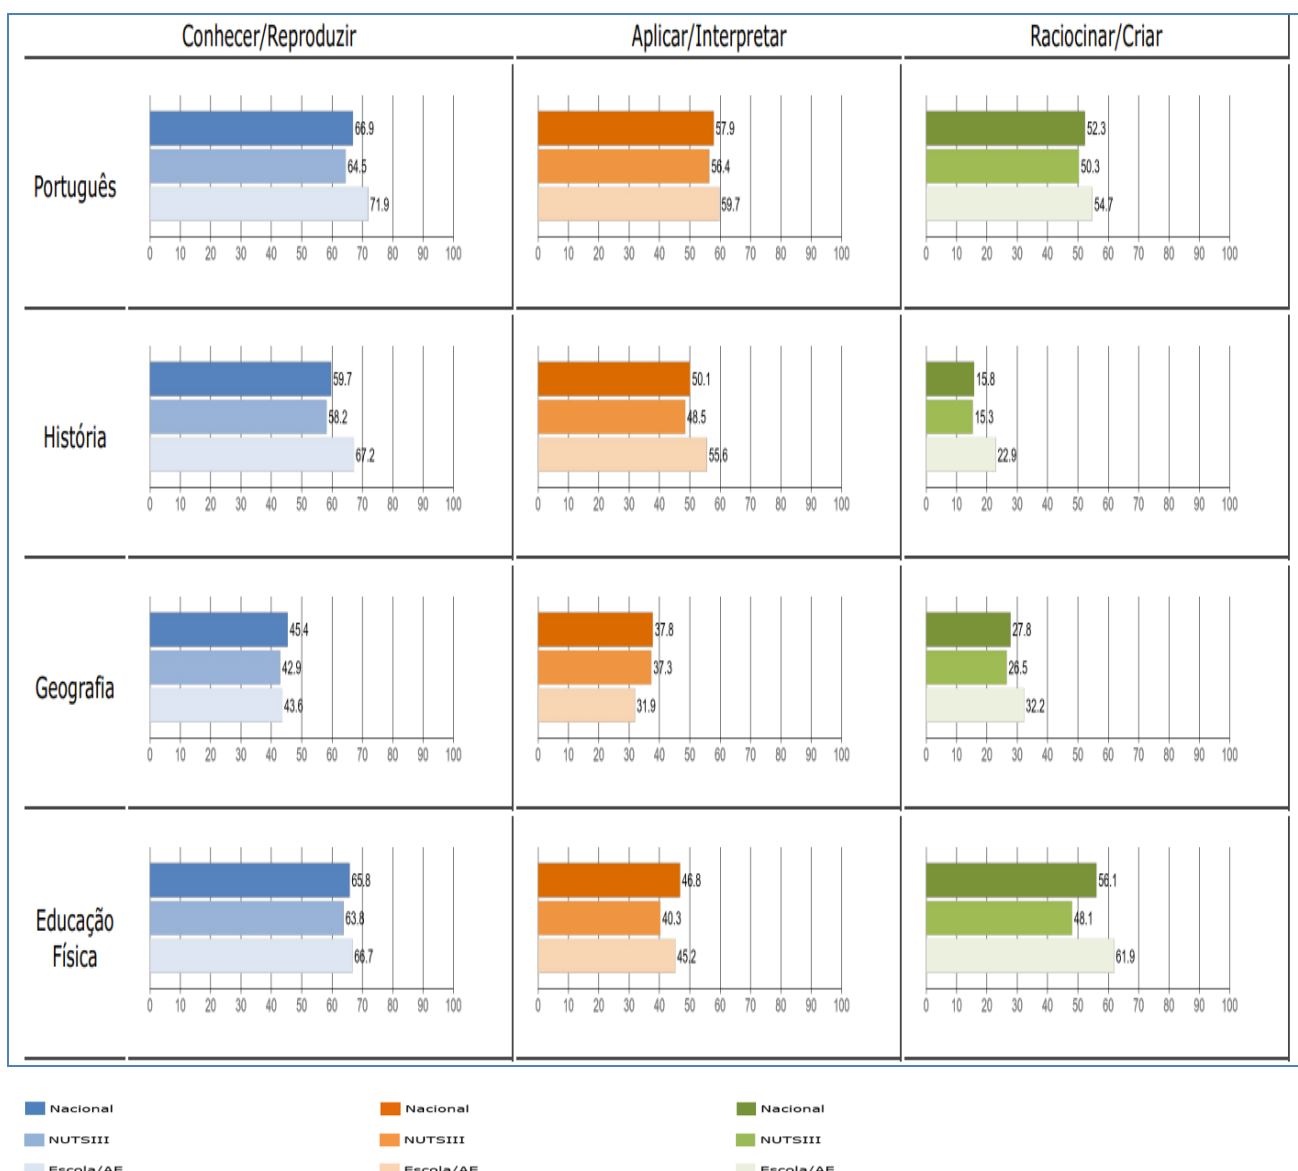 Conhecer/Reproduzir Aplicar/Interpretar Raciocinar/Criar
Português
66.9 57.9 52.3
64.5 56.4 50.3
71.9 59.7 54.7
0 10 20 30 40 50 60 70 80 90 100 0 10 20 30 40 50 60 70 80 90 100 0 10 20 30 40 50 60 70 80 90 100
História
59.7 50.1 15.8
58.2 48.5 15.3
67.2 55.6 22.9
0 10 20 30 40 50 60 70 80 90 100 0 10 20 30 40 50 60 70 80 90 100 0 10 20 30 40 50 60 70 80 90 100
Geografia
45.4 37.8 27.8
42.9 37.3 26.5
43.6 31.9 32.2
0 10 20 30 40 50 60 70 80 90 100 0 10 20 30 40 50 60 70 80 90 100 0 10 20 30 40 50 60 70 80 90 100
Educação
Física
65.8 46.8 56.1
63.8 40.3 48.1
66.7 45.2 61.9
0 10 20 30 40 50 60 70 80 90 100 0 10 20 30 40 50 60 70 80 90 100 0 10 20 30 40 50 60 70 80 90 100
Nacional Nacional Nacional
NUTSIII NUTSIII NUTSIII
Escola/AE Escola/AE Escola/AE